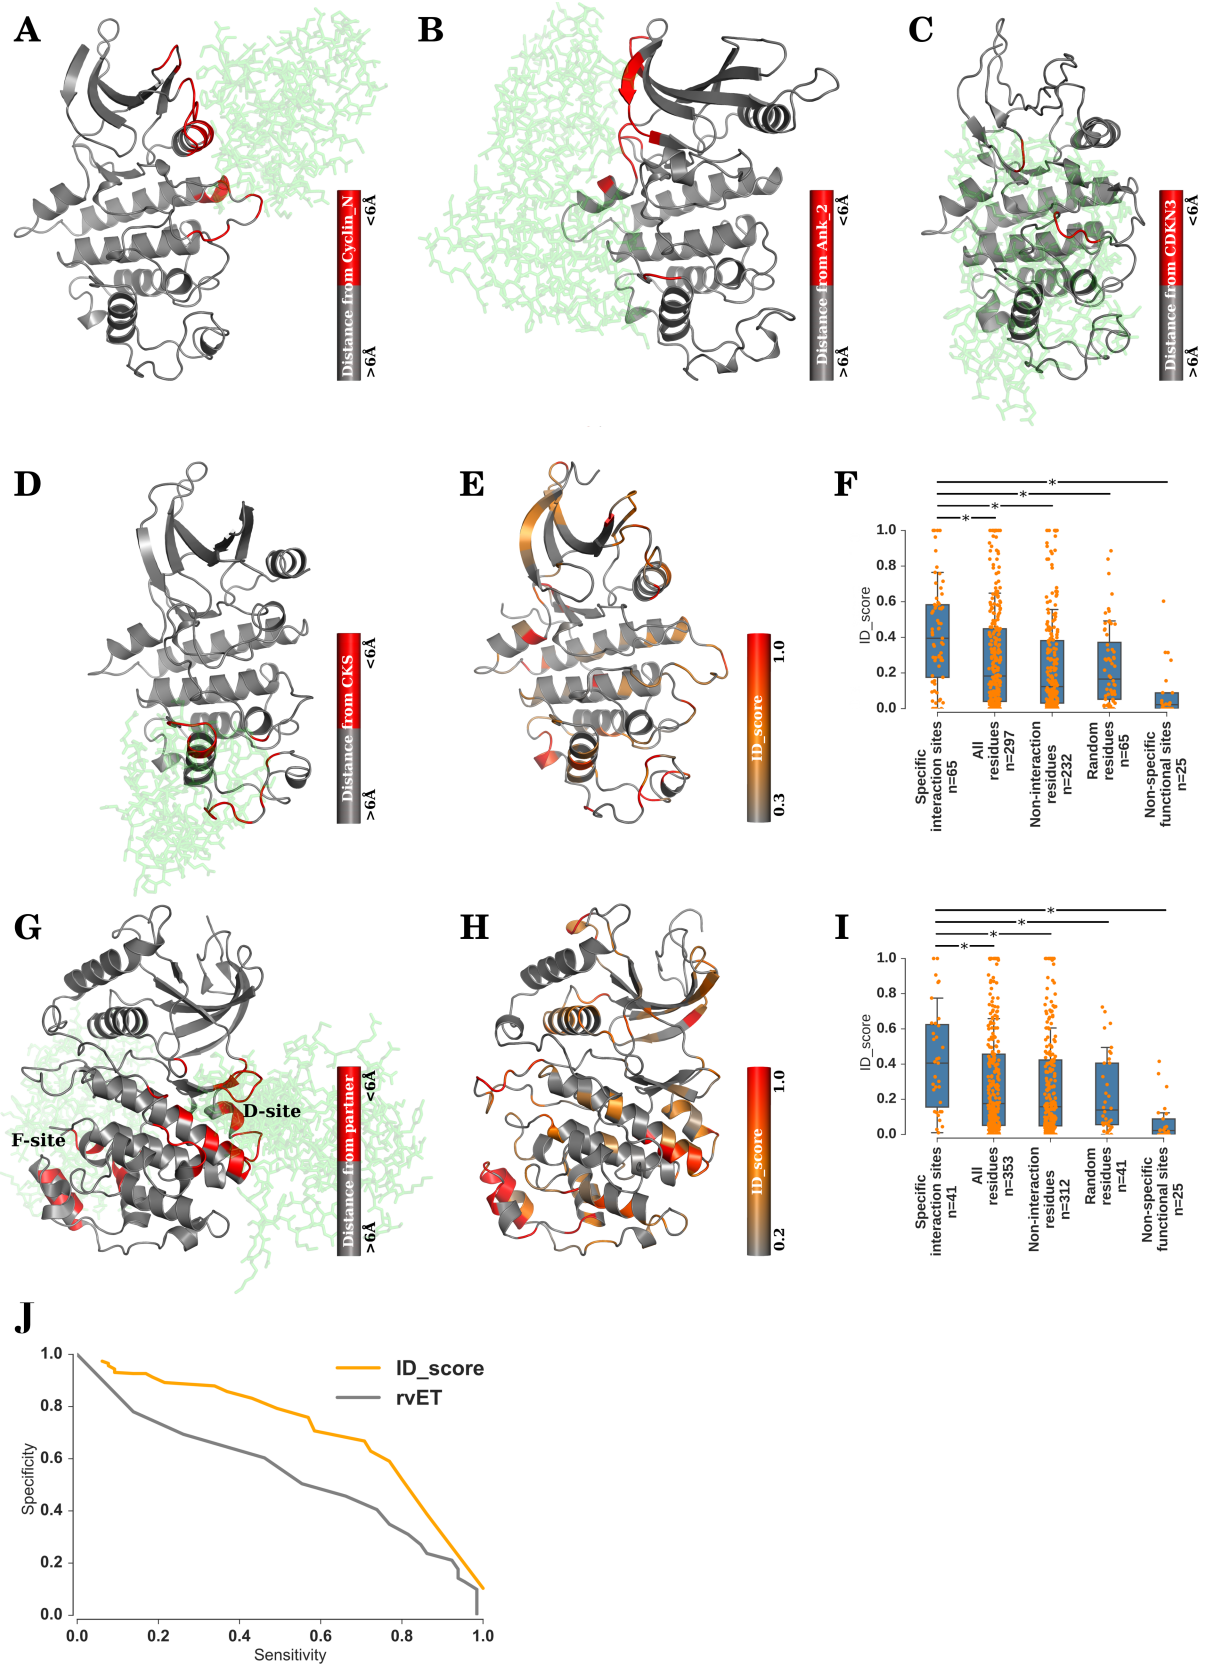 A
B
C
Distance from Cyclin_N
<6Å
>6Å
Distance from Ank_2
<6Å
>6Å
Distance from CDKN3
<6Å
>6Å
D
E
F
Distance from CKS
<6Å
>6Å
ID_score
1.0
0.3
*
*
*
*
ID_score
1.0
0.8
0.6
0.4
0.2
0.0
Specific
interaction sites
n=65
All
residues
n=297
Non-interaction
residues
n=232
Random
residues
n=65
Non-specific
functional sites
n=25
G
H
I
F-site
D-site
Distance from partner
<6Å
>6Å
ID_score
1.0
0.2
*
*
*
*
ID_score
1.0
0.8
0.6
0.4
0.2
0.0
Specific
interaction sites
n=41
All
residues
n=353
Non-interaction
residues
n=312
Random
residues
n=41
Non-specific
functional sites
n=25
J
ID_score
rvET
Specificity
1.0
0.8
0.6
0.4
0.2
0.0
0.0 0.2 0.4 0.6 0.8 1.0
Sensitivity